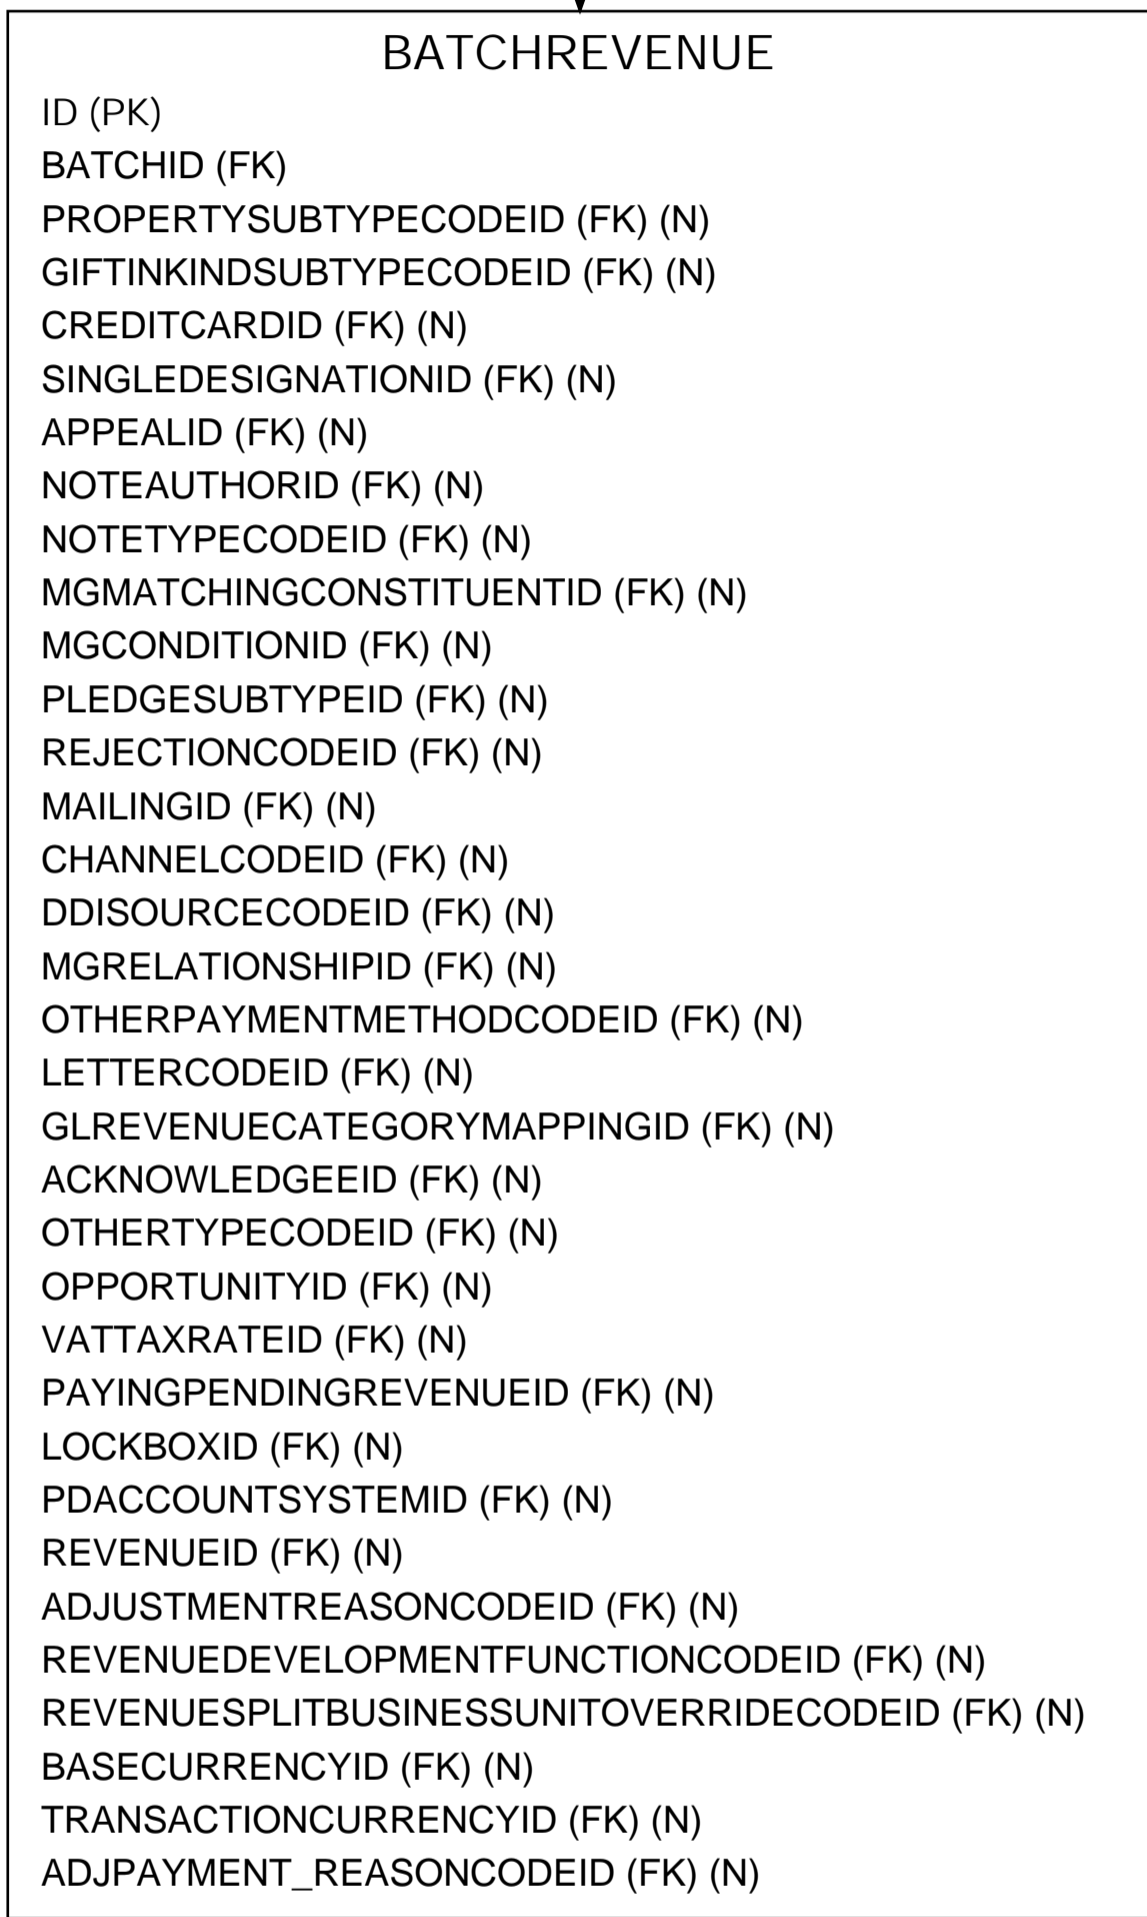 BATCHREVENUE
ID (PK)
BATCHID (FK)
PROPERTYSUBTYPECODEID (FK) (N)
GIFTINKINDSUBTYPECODEID (FK) (N)
CREDITCARDID (FK) (N)
SINGLEDESIGNATIONID (FK) (N)
APPEALID (FK) (N)
NOTEAUTHORID (FK) (N)
NOTETYPECODEID (FK) (N)
MGMATCHINGCONSTITUENTID (FK) (N)
MGCONDITIONID (FK) (N)
PLEDGESUBTYPEID (FK) (N)
REJECTIONCODEID (FK) (N)
MAILINGID (FK) (N)
CHANNELCODEID (FK) (N)
DDISOURCECODEID (FK) (N)
MGRELATIONSHIPID (FK) (N)
OTHERPAYMENTMETHODCODEID (FK) (N)
LETTERCODEID (FK) (N)
GLREVENUECATEGORYMAPPINGID (FK) (N)
ACKNOWLEDGEEID (FK) (N)
OTHERTYPECODEID (FK) (N)
OPPORTUNITYID (FK) (N)
VATTAXRATEID (FK) (N)
PAYINGPENDINGREVENUEID (FK) (N)
LOCKBOXID (FK) (N)
PDACCOUNTSYSTEMID (FK) (N)
REVENUEID (FK) (N)
ADJUSTMENTREASONCODEID (FK) (N)
REVENUEDEVELOPMENTFUNCTIONCODEID (FK) (N)
REVENUESPLITBUSINESSUNITOVERRIDECODEID (FK) (N)
BASECURRENCYID (FK) (N)
TRANSACTIONCURRENCYID (FK) (N)
ADJPAYMENT_REASONCODEID (FK) (N)